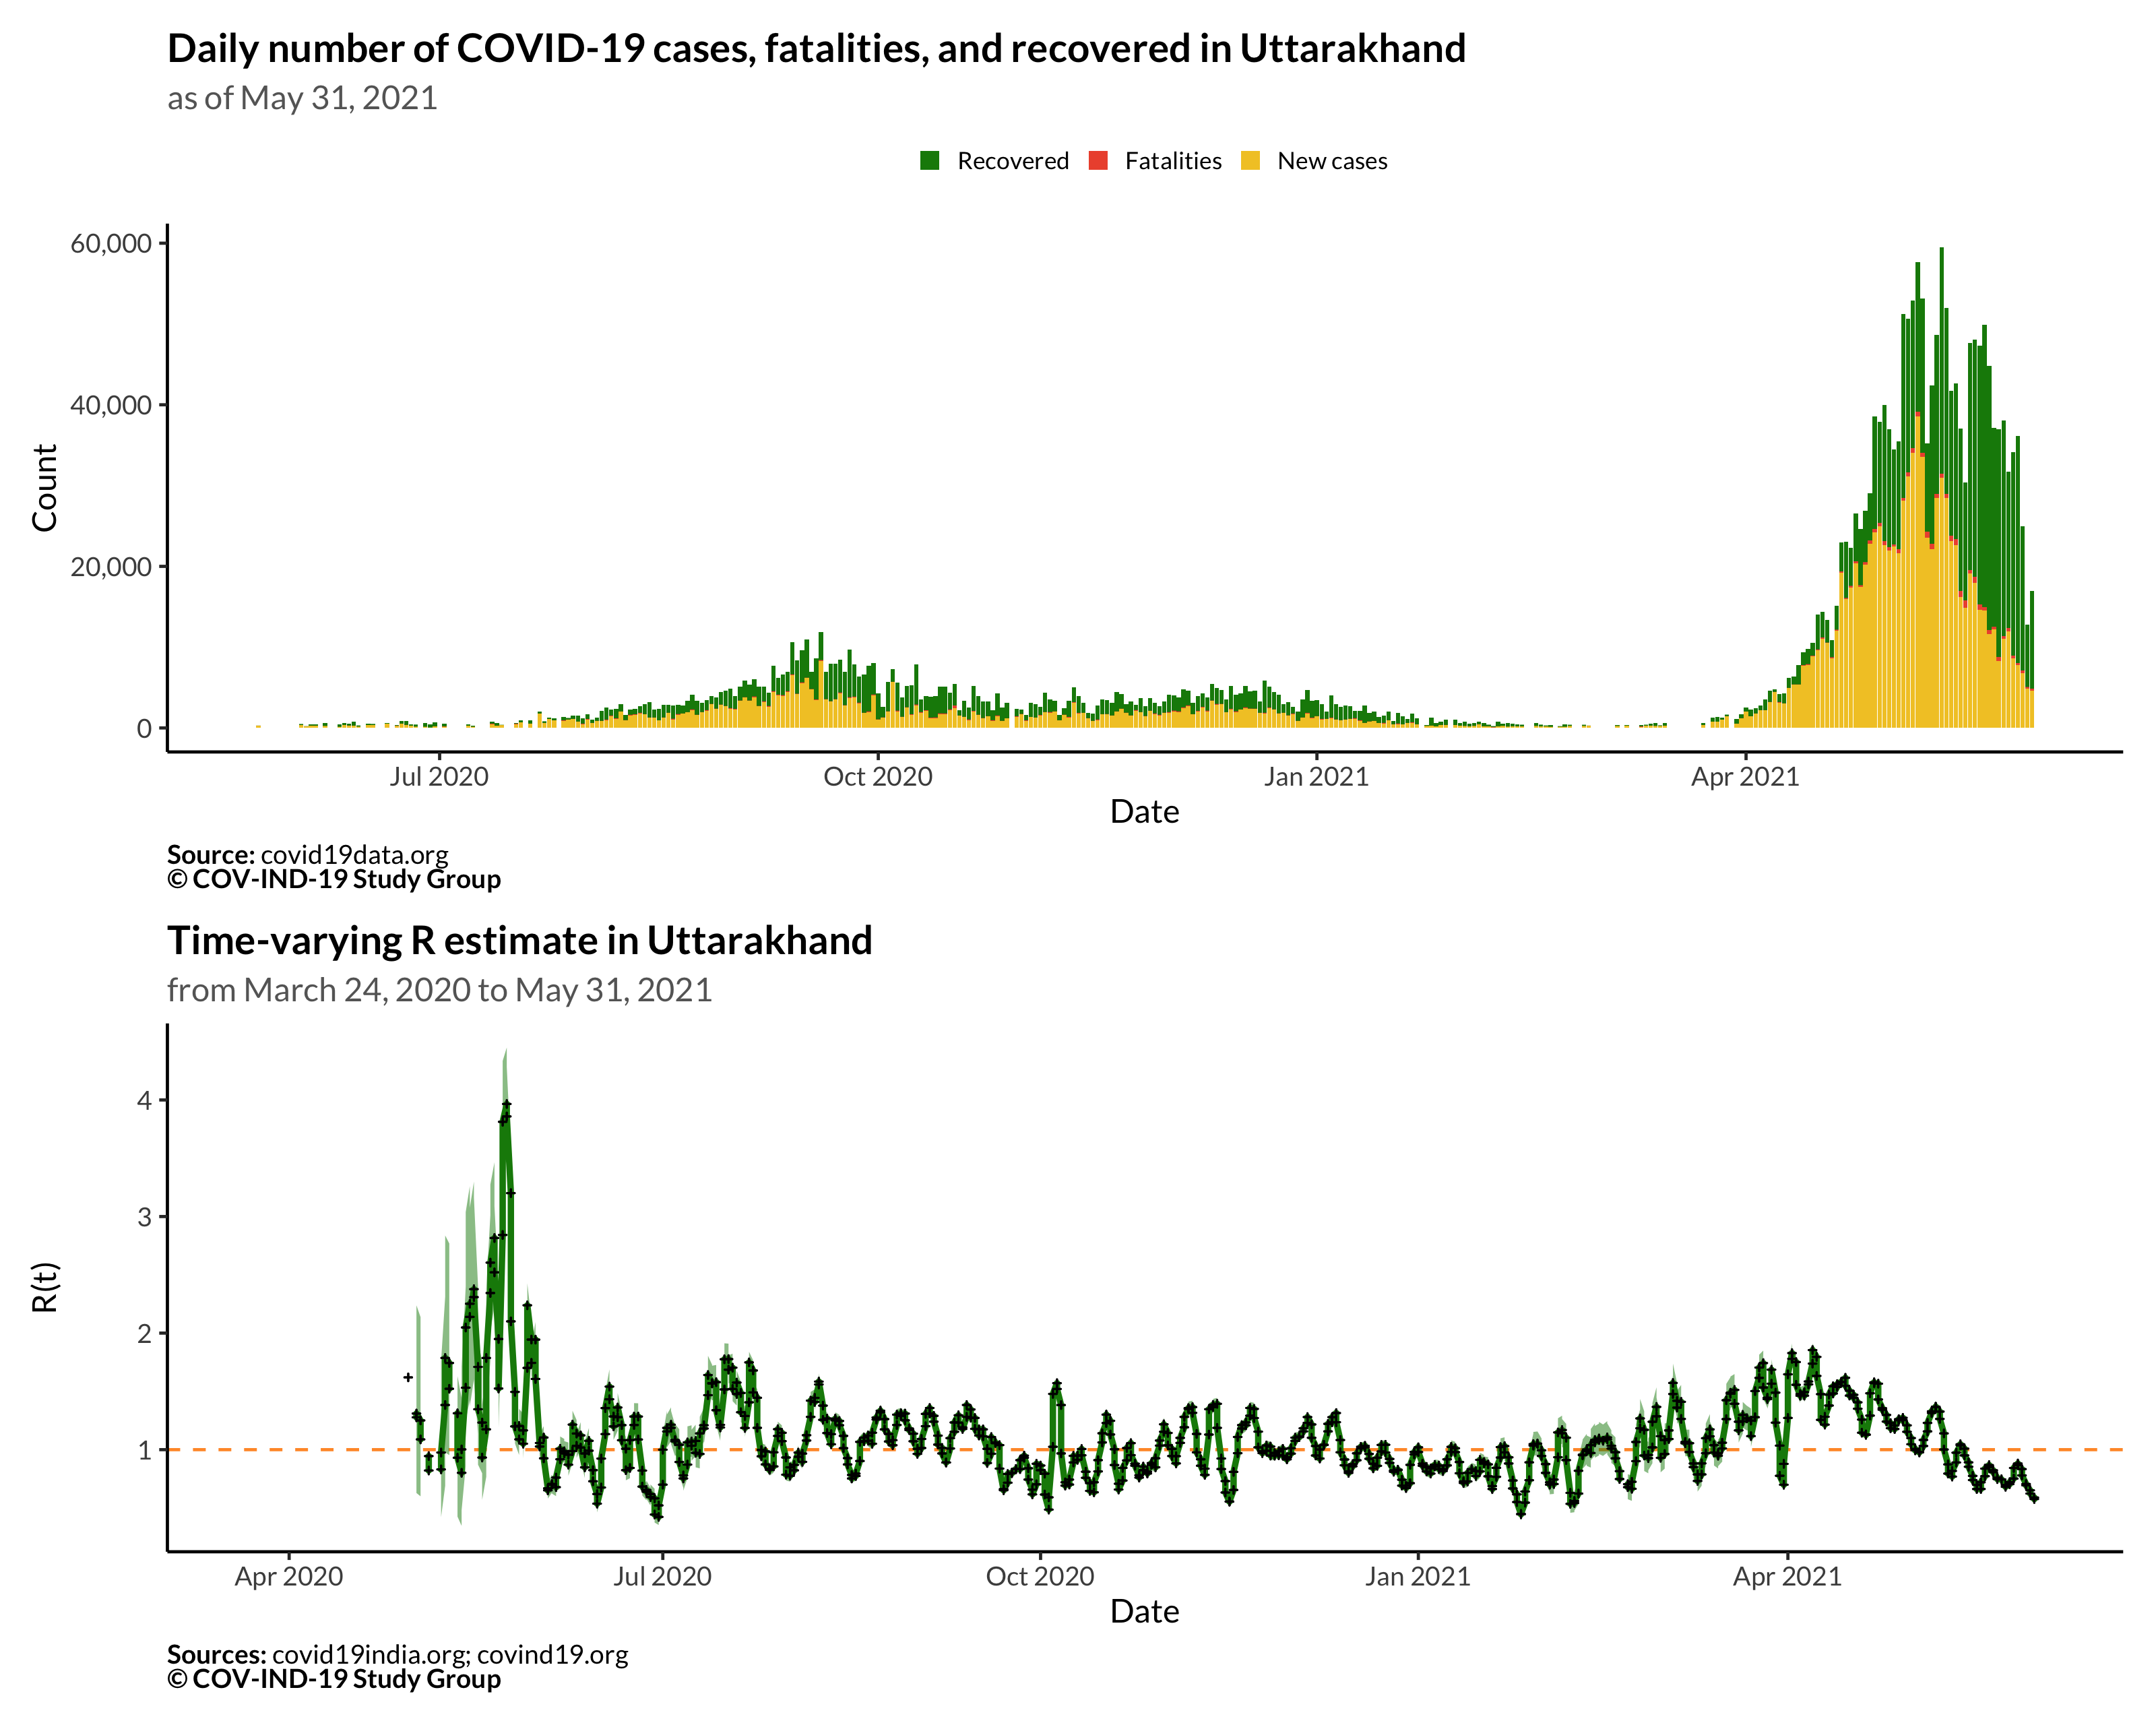 Daily number of COVID-19 cases, fatalities, and recovered in Uttarakhand
as of May 31, 2021
Recovered Fatalities New cases
60,000
40,000
20,000
0
Count
Jul 2020 Oct 2020 Jan 2021 Apr 2021
Date
Source: covid19data.org
© COV-IND-19 Study Group
Time-varying R estimate in Uttarakhand
from March 24, 2020 to May 31, 2021
4
3
2
1
R(t)
Apr 2020 Jul 2020 Oct 2020 Jan 2021 Apr 2021
Date
Sources: covid19india.org; covind19.org
© COV-IND-19 Study Group